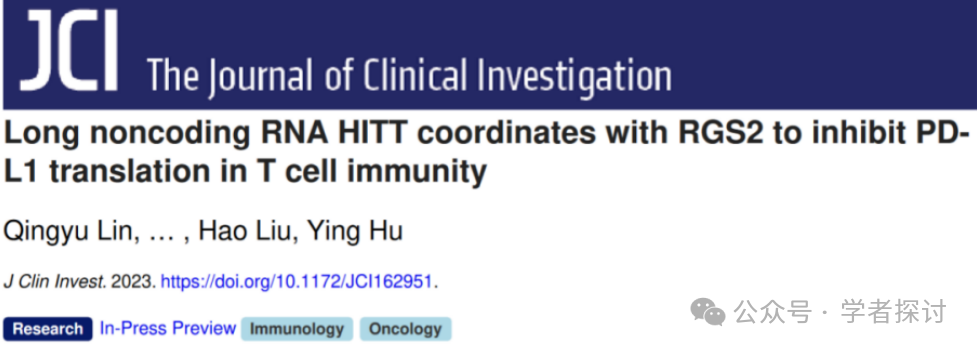 JCI The Journal of Clinical Investigation
Long noncoding RNA HITT coordinates with RGS2 to inhibit PD-
L1 translation in T cell immunity
Qingyu Lin, … , Hao Liu, Ying Hu
J Clin Invest. 2023. https://doi.org/10.1172/JCI162951.
Research In-Press Preview Immunology Oncology
公众号 · 学者探讨